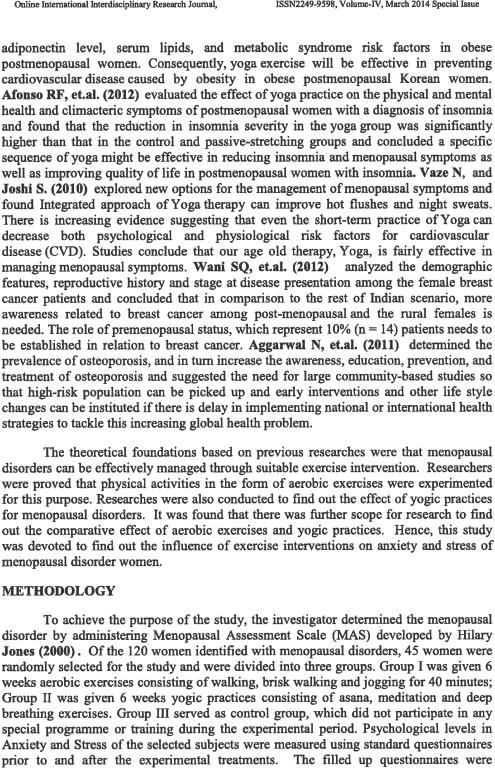 Online International Interdisciplinary Research Journal, ISSN2249-9598, Volume-IV, March 2014 Special Issue
adiponectin level, serum lipids, and metabolic syndrome risk factors in obese
postmenopausal women. Consequently, yoga exercise will be effective in preventing
cardiovascular disease caused by obesity in obese postmenopausal Korean women.
Afonso RF, et.al. (2012) evaluated the effect of yoga practice on the physical and mental
health and climacteric symptoms of postmenopausal women with a diagnosis of insomnia
and found that the reduction in insomnia severity in the yoga group was significantly
higher than that in the control and passive-stretching groups and concluded a specific
sequence of yoga might be effective in reducing insomnia and menopausal symptoms as
well as improving quality of life in postmenopausal women with insomnia. Vaze N, and
Joshi S. (2010) explored new options for the management of menopausal symptoms and
found Integrated approach of Yoga therapy can improve hot flushes and night sweats.
There is increasing evidence suggesting that even the short-term practice of Yoga can
decrease both psychological and physiological risk factors for cardiovascular
disease (CVD). Studies conclude that our age old therapy, Yoga, is fairly effective in
managing menopausal symptoms. Wani SQ, et.al. (2012) analyzed the demographic
features, reproductive history and stage at disease presentation among the female breast
cancer patients and concluded that in comparison to the rest of Indian scenario, more
awareness related to breast cancer among post-menopausal and the rural females is
needed. The role of premenopausal status, which represent 10% (n = 14) patients needs to
be established in relation to breast cancer. Aggarwal N, et.al. (2011) determined the
prevalence of osteoporosis, and in turn increase the awareness, education, prevention, and
treatment of osteoporosis and suggested the need for large community-based studies so
that high-risk population can be picked up and early interventions and other life style
changes can be instituted if there is delay in implementing national or international health
strategies to tackle this increasing global health problem.
The theoretical foundations based on previous researches were that menopausal
disorders can be effectively managed through suitable exercise intervention. Researchers
were proved that physical activities in the form of aerobic exercises were experimented
for this purpose. Researches were also conducted to find out the effect of yogic practices
for menopausal disorders. It was found that there was further scope for research to find
out the comparative effect of aerobic exercises and yogic practices. Hence, this study
was devoted to find out the influence of exercise interventions on anxiety and stress of
menopausal disorder women.
METHODOLOGY
To achieve the purpose of the study, the investigator determined the menopausal
disorder by administering Menopausal Assessment Scale (MAS) developed by Hilary
Jones (2000). Of the 120 women identified with menopausal disorders, 45 women were
randomly selected for the study and were divided into three groups. Group I was given 6
weeks aerobic exercises consisting of walking, brisk walking and jogging for 40 minutes;
Group II was given 6 weeks yogic practices consisting of asana, meditation and deep
breathing exercises. Group III served as control group, which did not participate in any
special programme or training during the experimental period. Psychological levels in
Anxiety and Stress of the selected subjects were measured using standard questionnaires
prior to and after the experimental treatments. The filled up questionnaires were